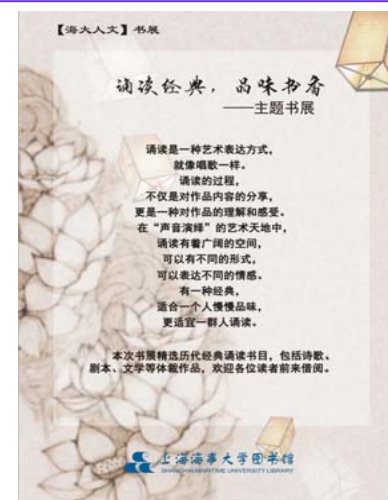 【海大人文】书展
诵读经典，品味书香
——主题书展
诵读是一种艺术表达方式，
就像唱歌一样。
诵读的过程，
不仅是对作品内容的分享，
更是一种对作品的理解和感受。
在“声音演绎”的艺术天地中，
诵读有着广阔的空间，
可以有不同的形式，
可以表达不同的情感。
有一种经典，
适合一个人慢慢品味，
更适宜一群人诵读。
本次书展精选历代经典诵读书目，包括诗歌、
剧本、文学等体裁作品，欢迎各位读者前来借阅。
上海海事大学图书馆
SHANGHAI MARITIME UNIVERSITY LIBRARY